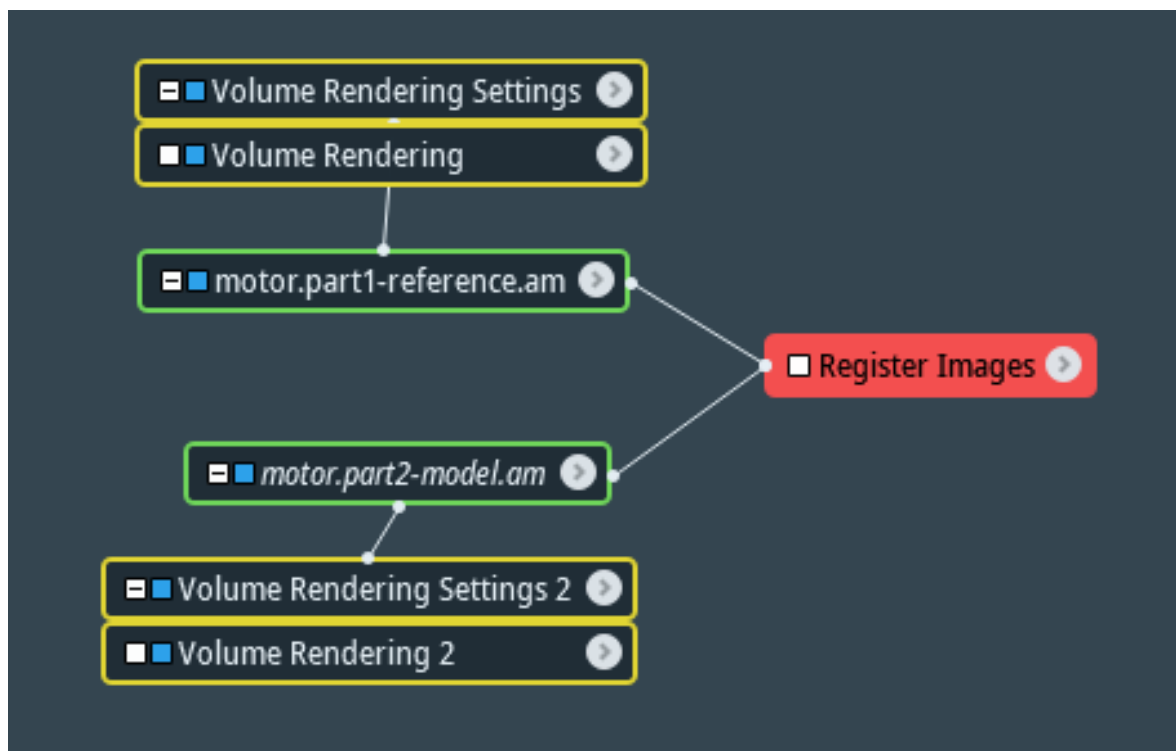 Volume Rendering Settings
Volume Rendering
motor.part1-reference.am
Register Images
motor.part2-model.am
Volume Rendering Settings 2
Volume Rendering 2